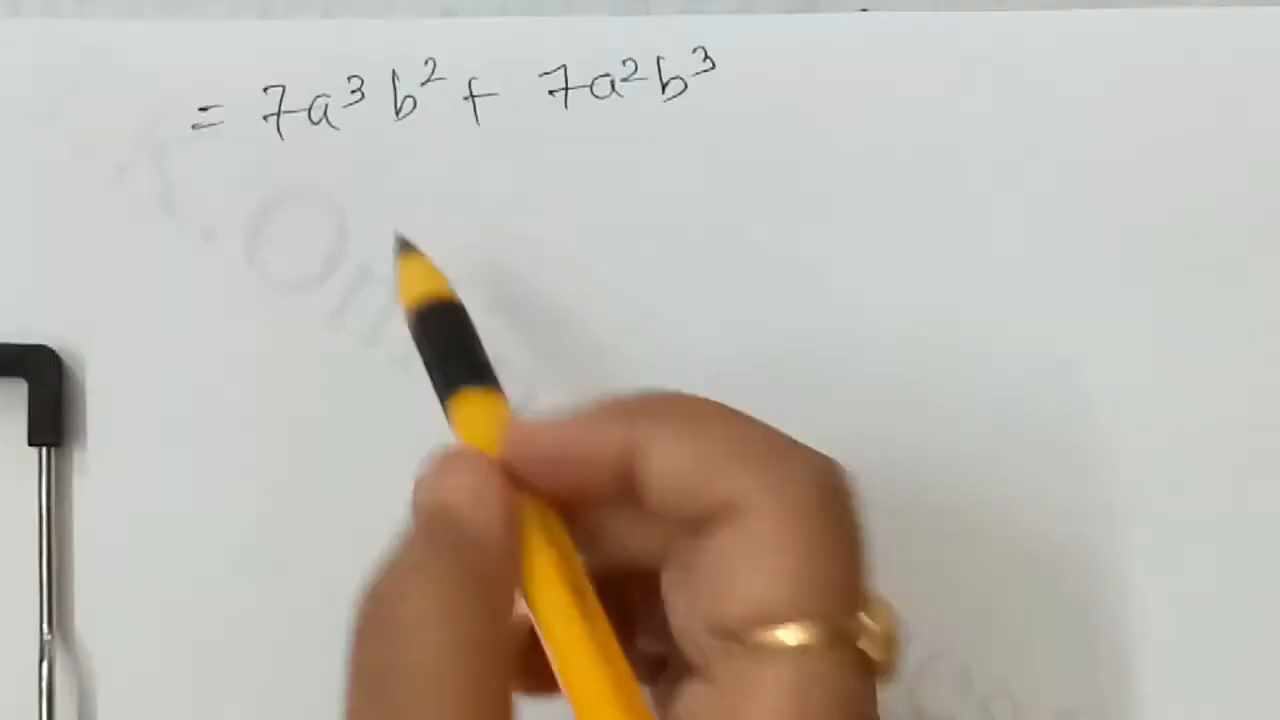 = 7a³b² + 7a²b³